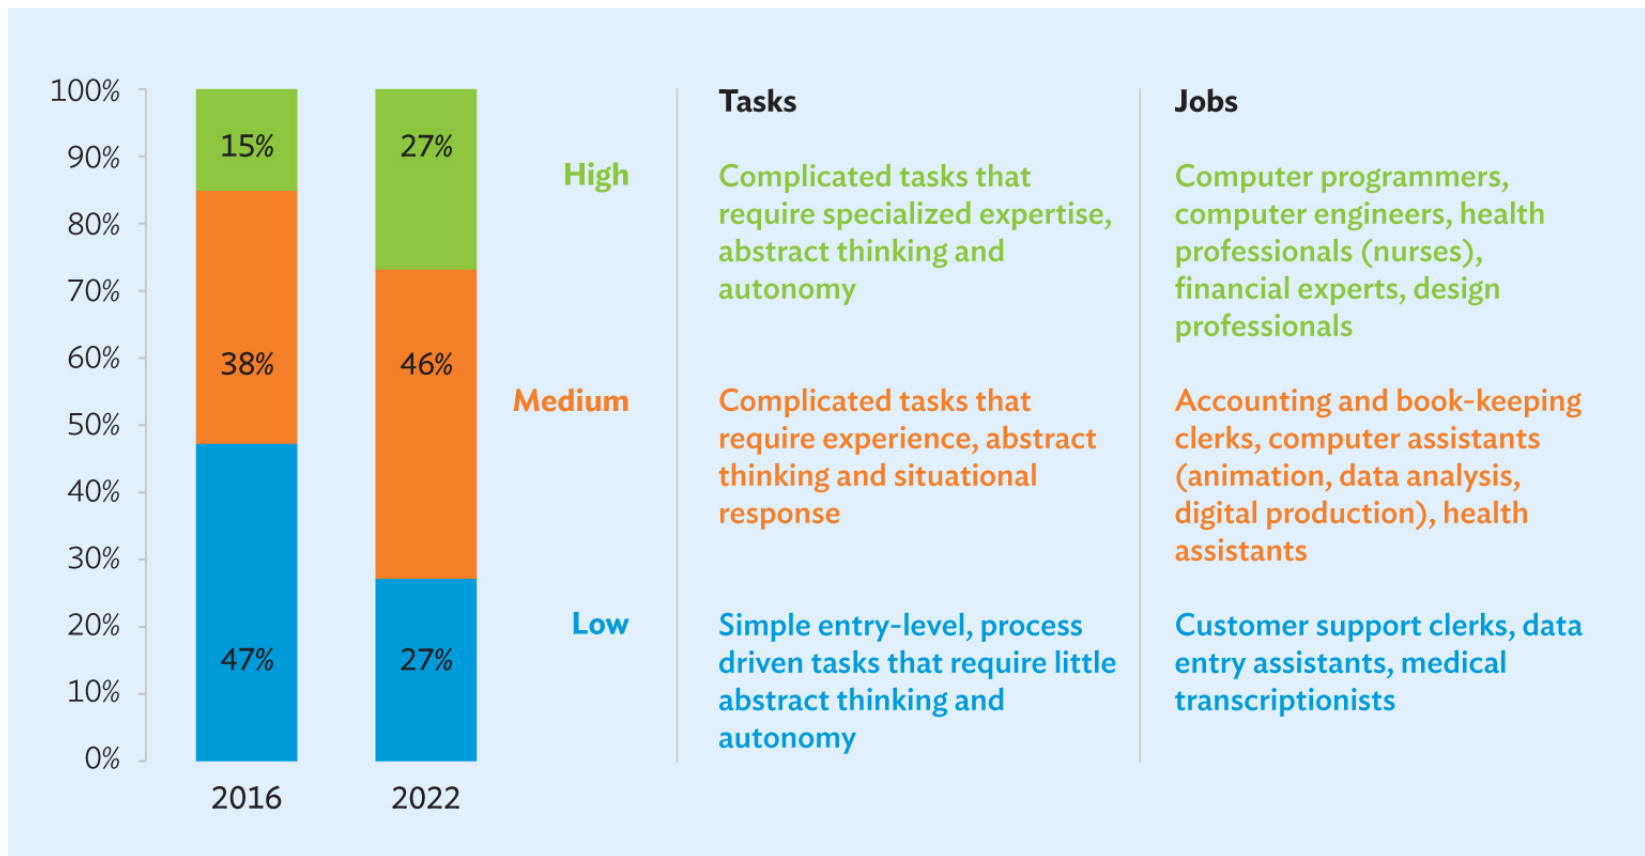 100%
90%
80%
70%
60%
50%
40%
30%
20%
10%
0%
15%
38%
47%
2016
27%
46%
27%
2022
High
Medium
Low
Tasks
Complicated tasks that
require specialized expertise,
abstract thinking and
autonomy
Complicated tasks that
require experience, abstract
thinking and situational
response
Simple entry-level, process
driven tasks that require little
abstract thinking and
autonomy
Jobs
Computer programmers,
computer engineers, health
professionals (nurses),
financial experts, design
professionals
Accounting and book-keeping
clerks, computer assistants
(animation, data analysis,
digital production), health
assistants
Customer support clerks, data
entry assistants, medical
transcriptionists